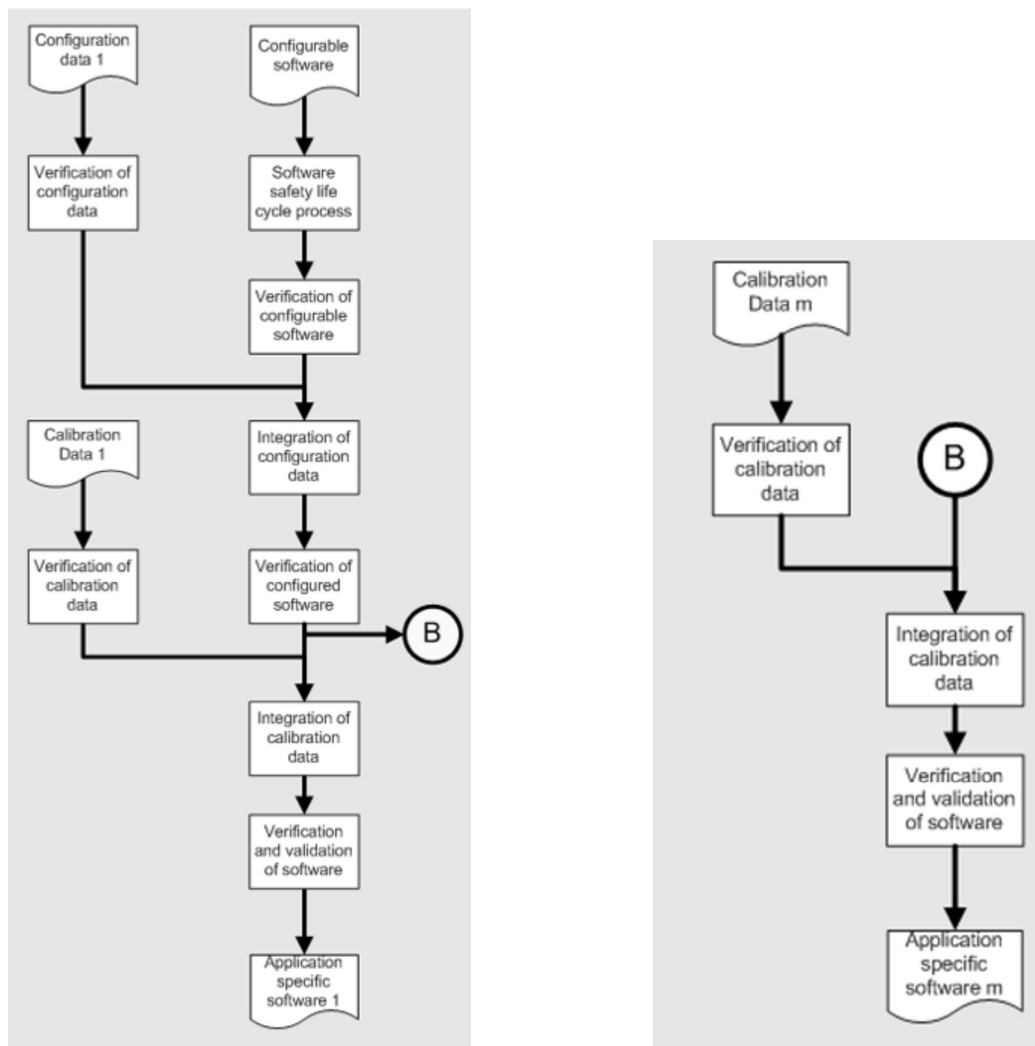 Configuration
data 1
Configurable
software
Verification of
configuration
data
Software
safety life
cycle process
Verification of
configurable
software
Calibration
Data 1
Integration of
configuration
data
Verification of
calibration
data
Verification of
configured
software
B
Integration of
calibration
data
Verification
and validation
of software
Application
specific
software 1
Calibration
Data m
Verification of
calibration
data
B
Integration of
calibration
data
Verification
and validation
of software
Application
specific
software m